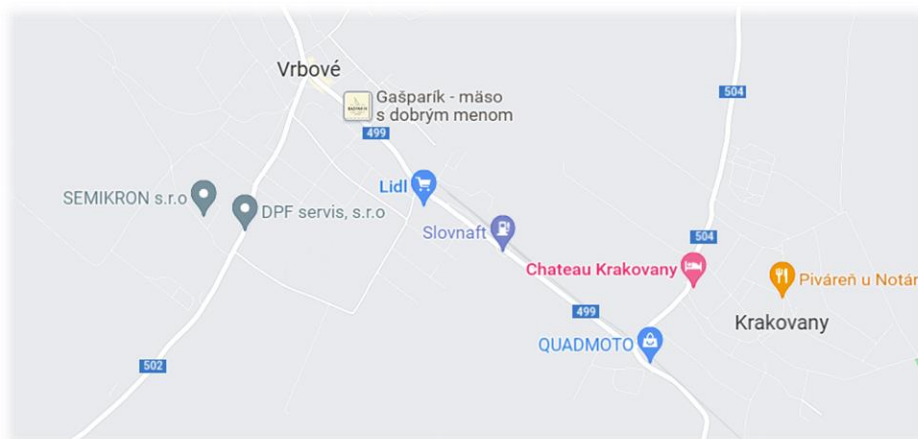 Vrbové
Gašparík - mäso
s dobrým menom
504
499
Lidl
SEMIKRON s.r.o
DPF servis, s.r.o
Slovnaft
504
Chateau Krakovany
Piváreň u Notár
499
Krakovany
QUADMOTO
502